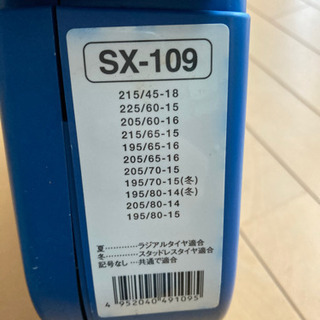 SX-109
215/45-18
225/60-15
205/60-16
215/65-15
195/65-16
205/65-16
205/70-15
195/70-15(冬)
195/80-14(冬)
205/80-14
195/80-15
夏…………ラジアルタイヤ適合
冬…………スタッドレスタイヤ適合
記号なし…共通で適合
4 952040 491095